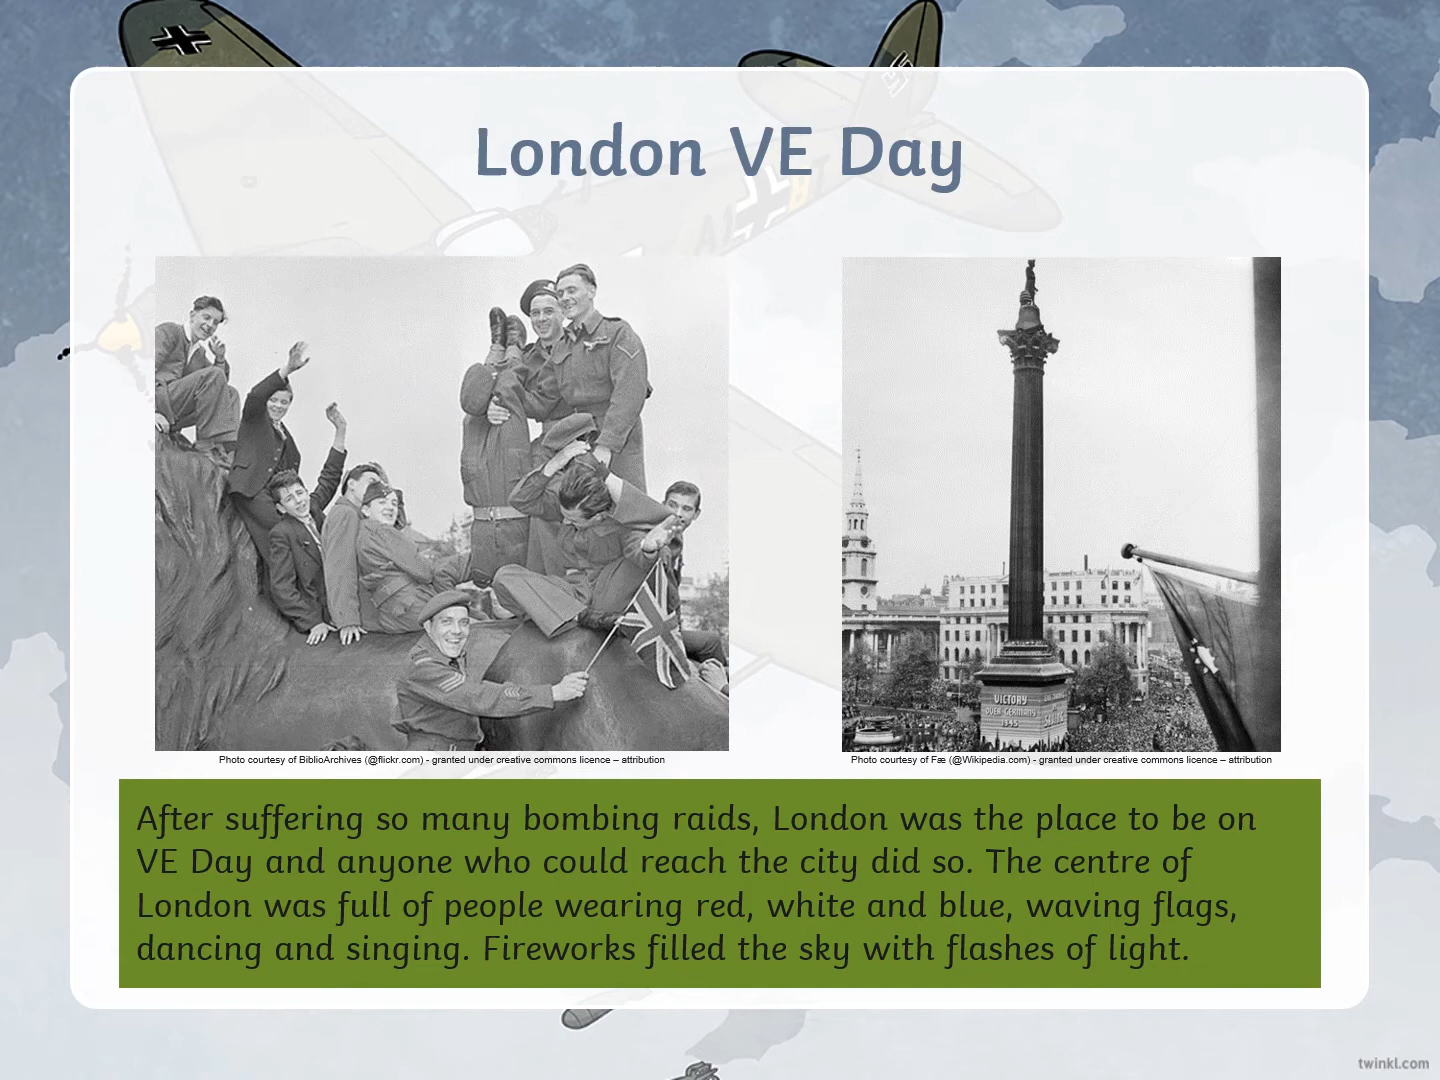 London VE Day
VICTORY
OVER GERMANY
1945
Photo courtesy of BiblioArchives (@flickr.com) - granted under creative commons licence – attribution
Photo courtesy of Fæ (@Wikipedia.com) - granted under creative commons licence – attribution
After suffering so many bombing raids, London was the place to be on
VE Day and anyone who could reach the city did so. The centre of
London was full of people wearing red, white and blue, waving flags,
dancing and singing. Fireworks filled the sky with flashes of light.
twinkl.com